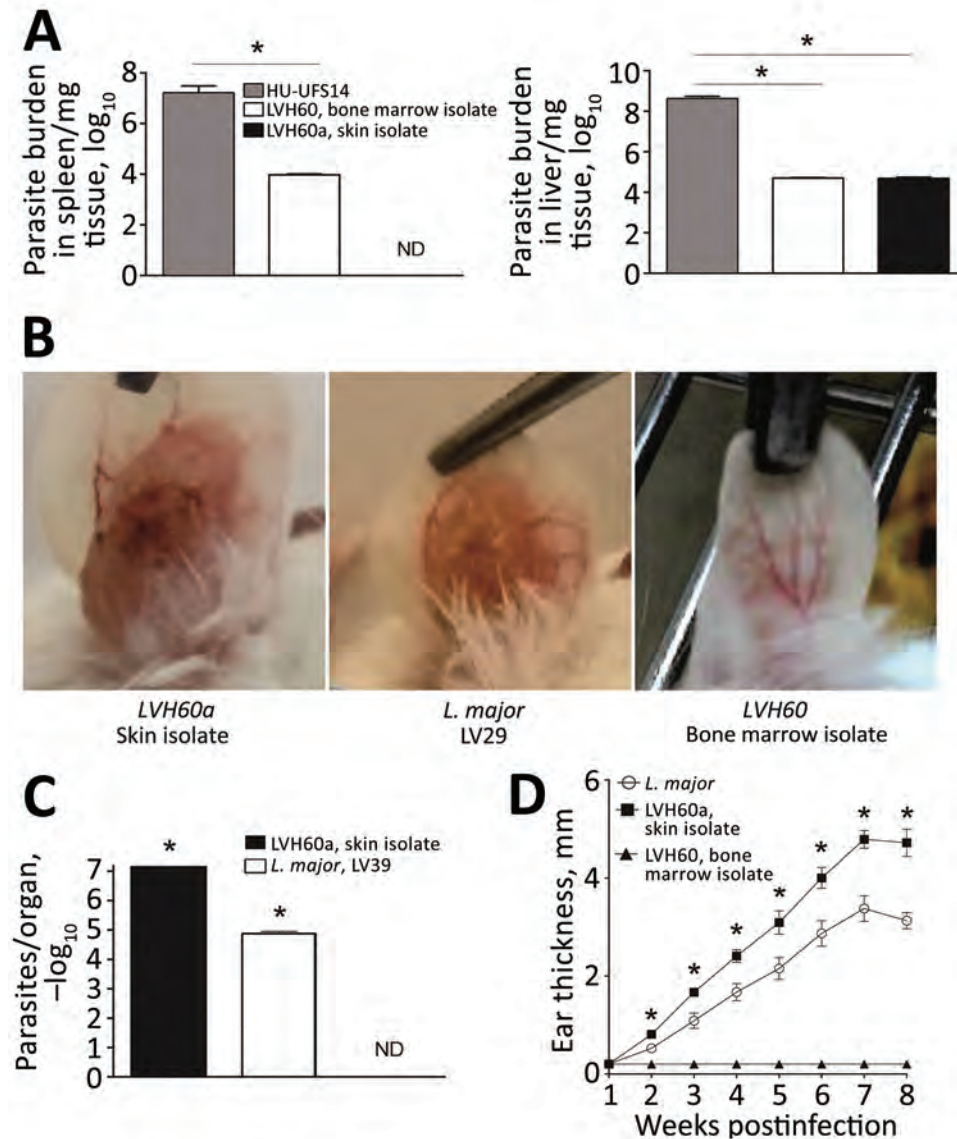 A
Parasite burden
in spleen/mg
tissue, log10
8
6
4
2
0
*
HU-UFS14
LVH60, bone marrow isolate
LVH60a, skin isolate
ND
Parasite burden
in liver/mg
tissue, log10
10
8
6
4
2
0
*
*
B
LVH60a
Skin isolate
L. major
LV29
LVH60
Bone marrow isolate
C
Parasites/organ,
–log10
7
6
5
4
3
2
1
0
*
*
LVH60a, skin isolate
L. major, LV39
ND
D
Ear thickness, mm
6
4
2
0
L. major
LVH60a,
skin isolate
LVH60, bone
marrow isolate
* * * * * * *
1 2 3 4 5 6 7 8
Weeks postinfection